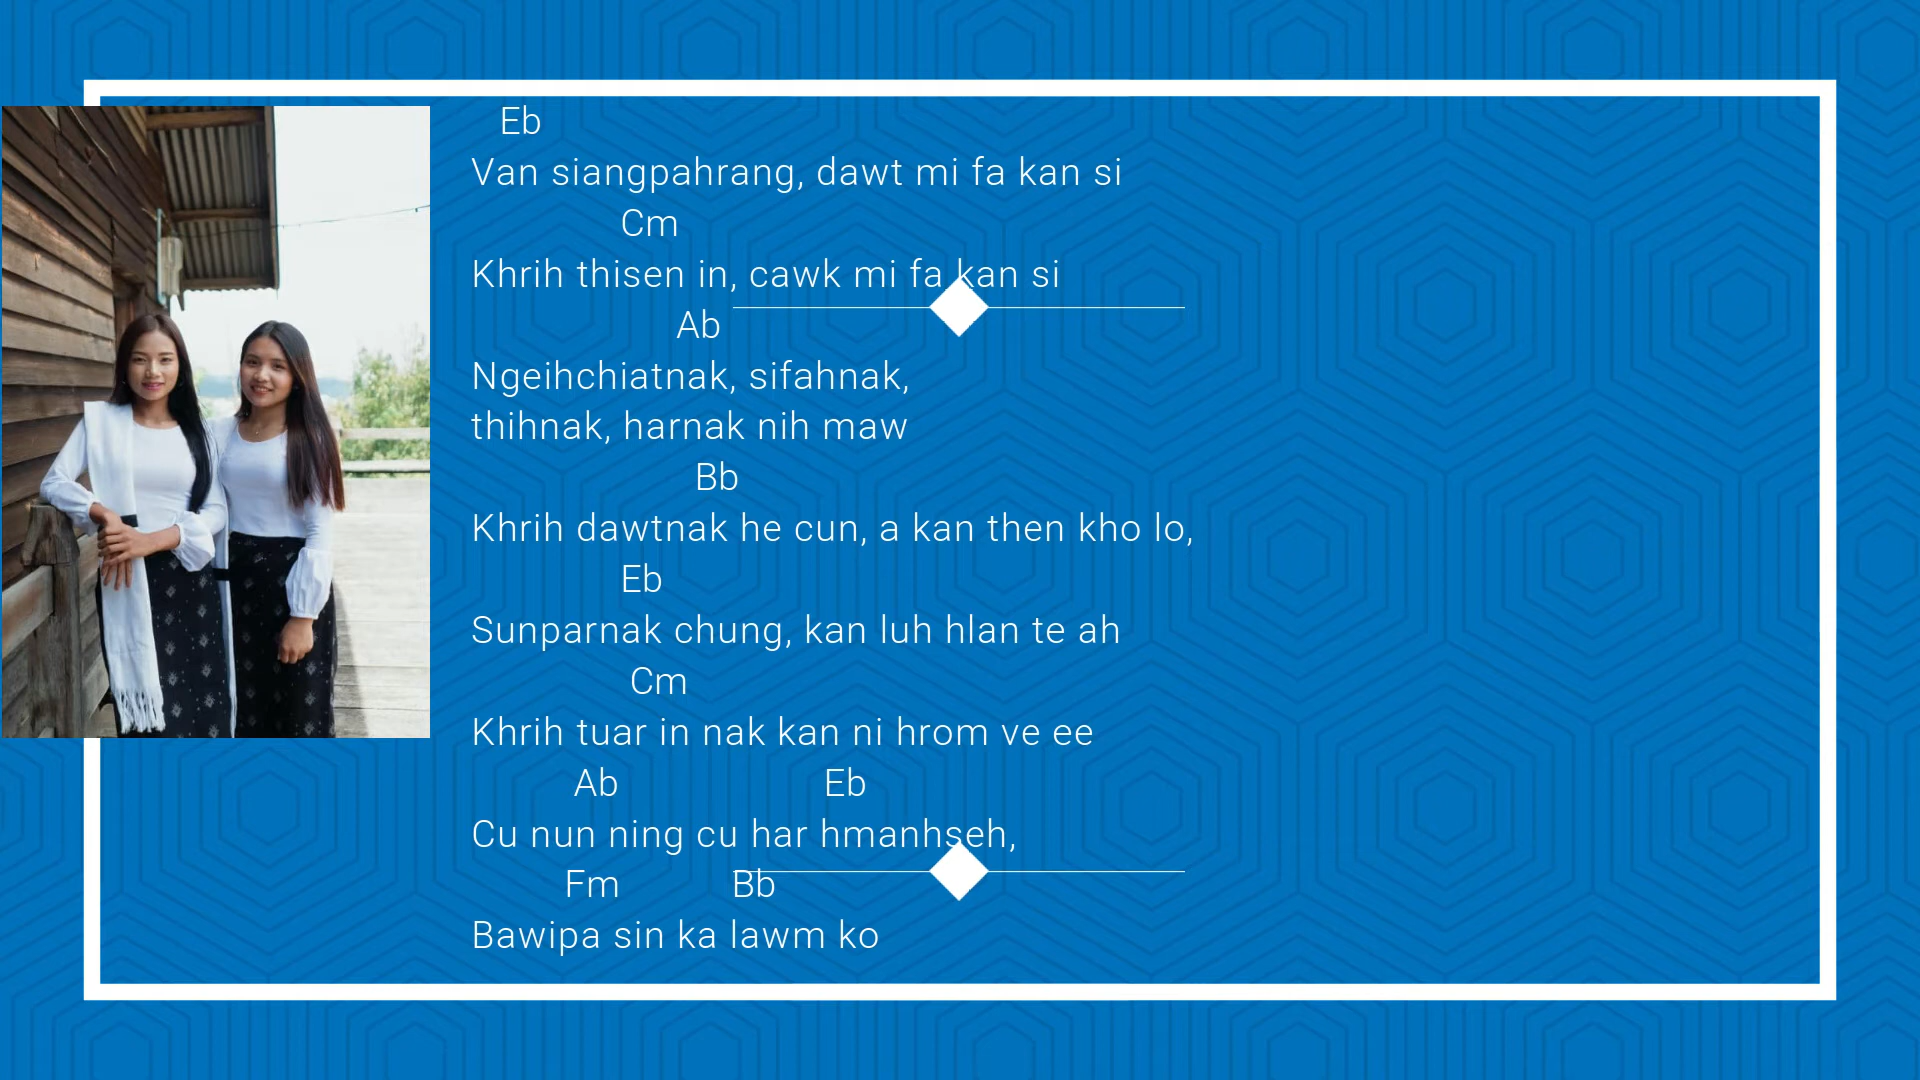 Eb
Van siangpahrang, dawt mi fa kan si
Cm
Khrih thisen in, cawk mi fa kan si
Ab
Ngeihchiatnak, sifahnak,
thihnak, harnak nih maw
Bb
Khrih dawtnak he cun, a kan then kho lo,
Eb
Sunparnak chung, kan luh hlan te ah
Cm
Khrih tuar in nak kan ni hrom ve ee
Ab Eb
Cu nun ning cu har hmanhseh,
Fm Bb
Bawipa sin ka lawm ko